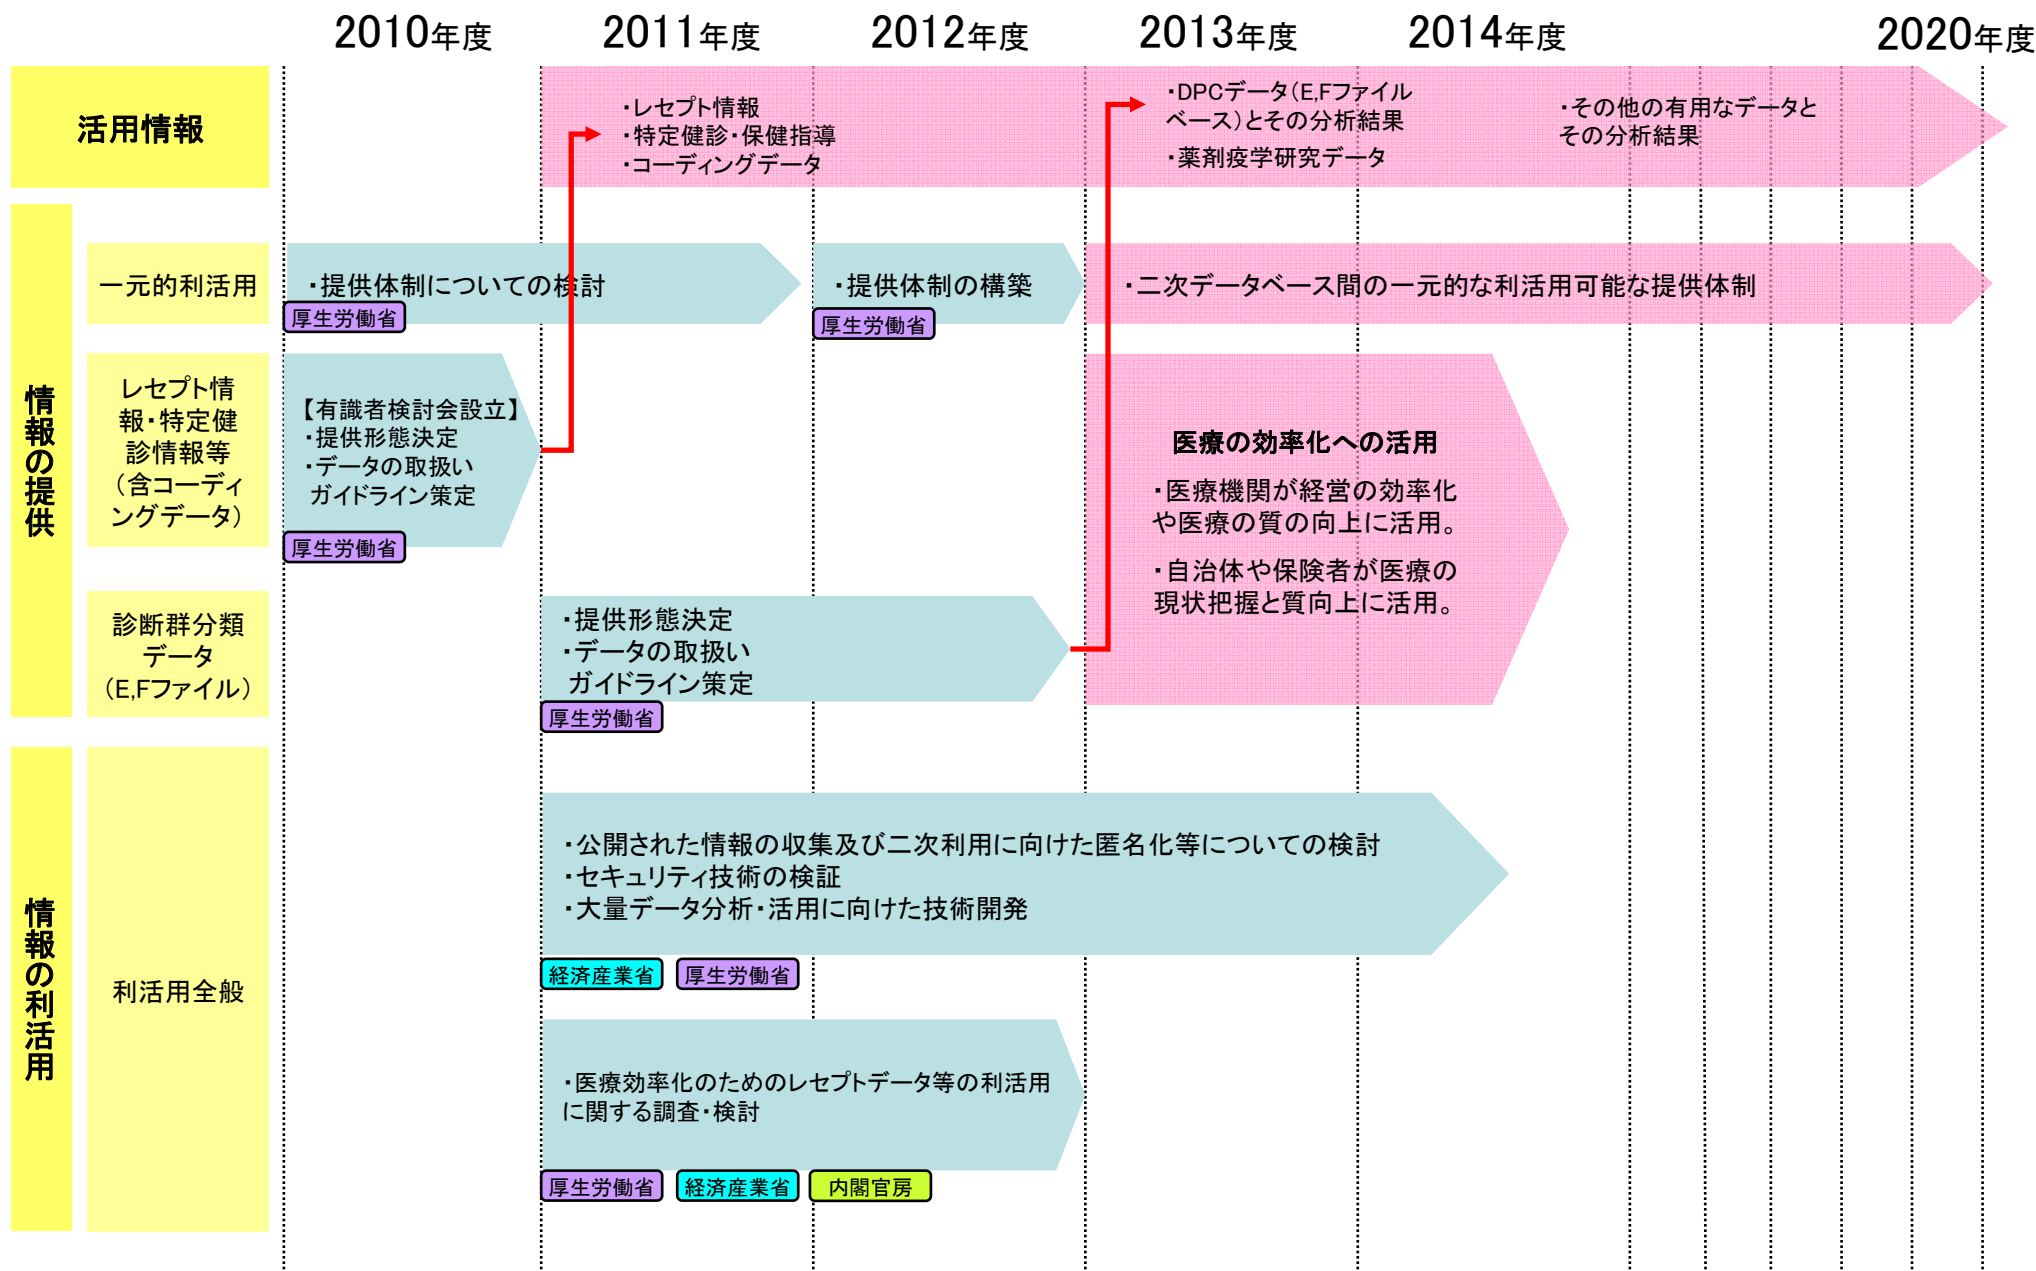 2010年度
2011年度
2012年度
2013年度
2014年度
2020年度
活用情報
・レセプト情報
・特定健診・保健指導
・コーディングデータ
・DPCデータ（E,Fファイル
ベース）とその分析結果
・薬剤疫学研究データ
・その他の有用なデータと
その分析結果
情報の提供
一元的利活用
・提供体制についての検討
厚生労働省
・提供体制の構築
厚生労働省
・二次データベース間の一元的な利活用可能な提供体制
レセプト情
報・特定健
診情報等
（含コーディ
ングデータ）
【有識者検討会設立】
・提供形態決定
・データの取扱い
ガイドライン策定
厚生労働省
医療の効率化への活用
・医療機関が経営の効率化
や医療の質の向上に活用。
・自治体や保険者が医療の
現状把握と質向上に活用。
診断群分類
データ
（E,Fファイル）
・提供形態決定
・データの取扱い
ガイドライン策定
厚生労働省
情報の利活用
利活用全般
・公開された情報の収集及び二次利用に向けた匿名化等についての検討
・セキュリティ技術の検証
・大量データ分析・活用に向けた技術開発
経済産業省
厚生労働省
・医療効率化のためのレセプトデータ等の利活用
に関する調査・検討
厚生労働省
経済産業省
内閣官房